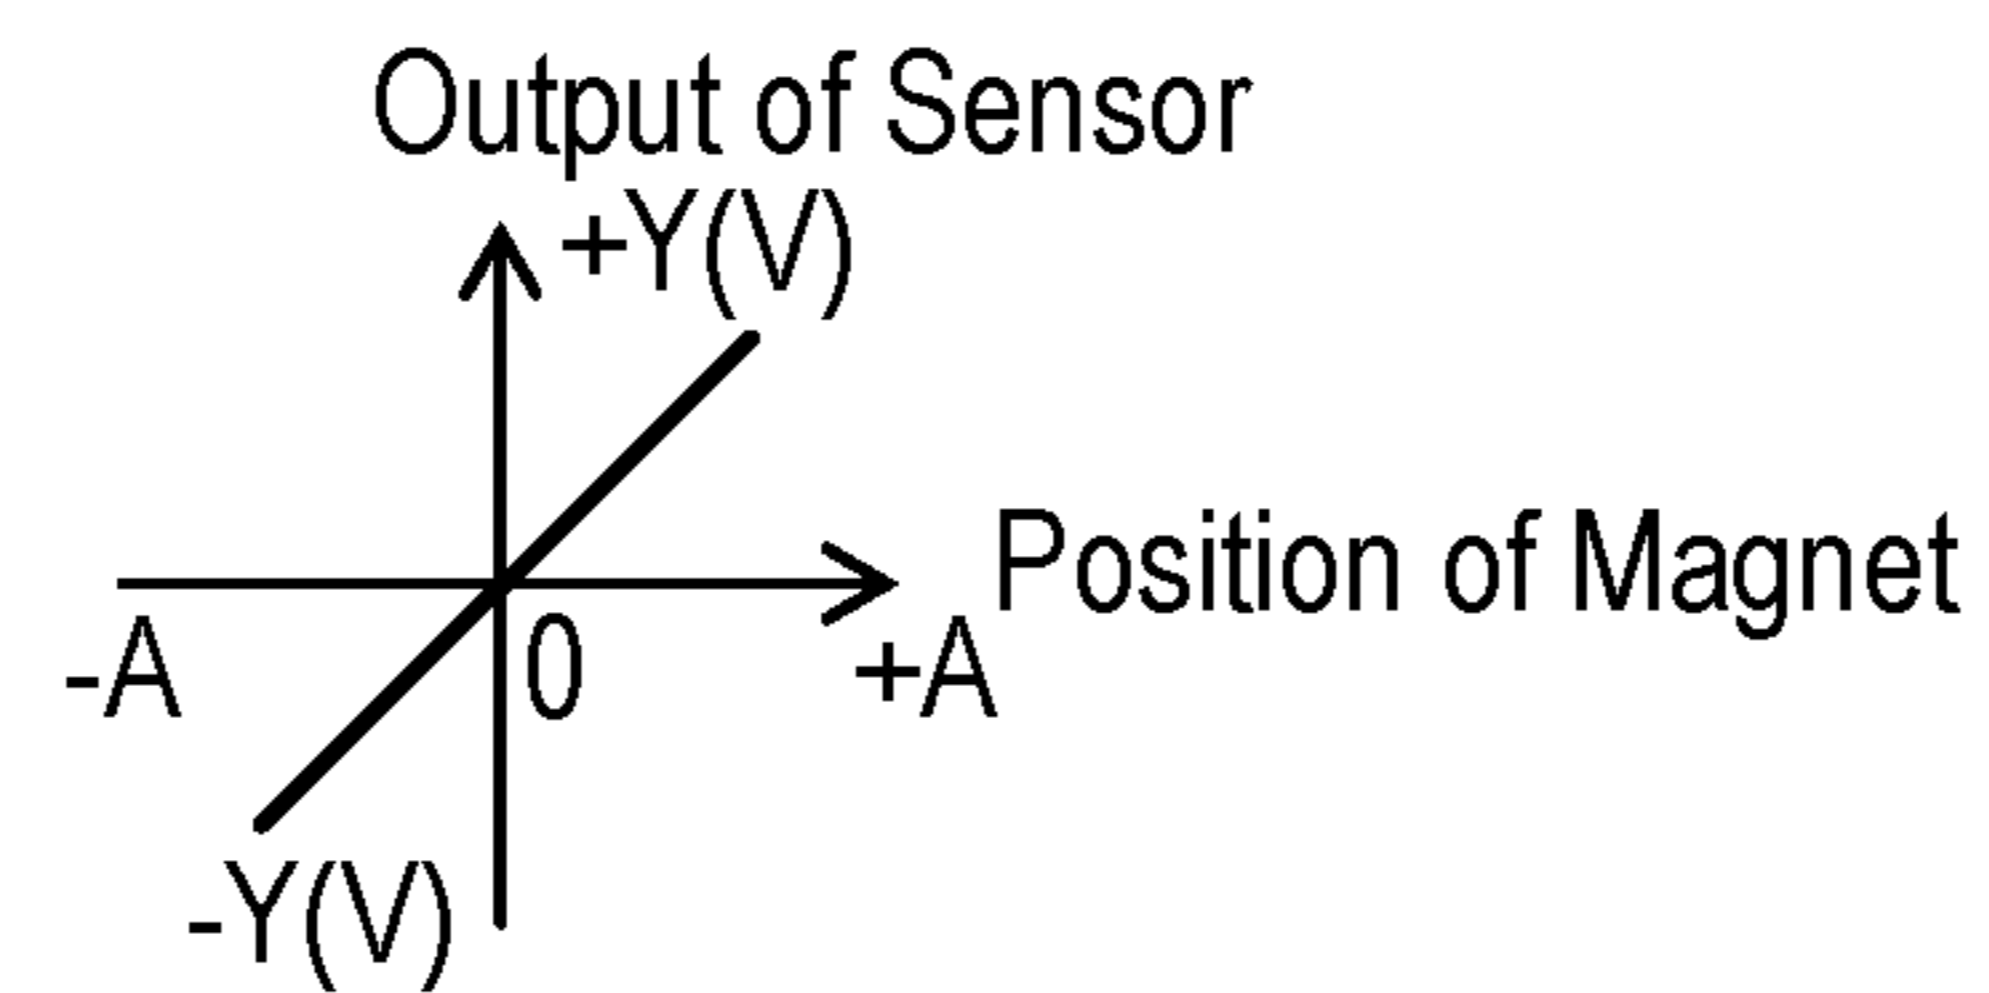 Output of Sensor
+Y(V)
Position of Magnet
-A
0
+A
-Y(V)